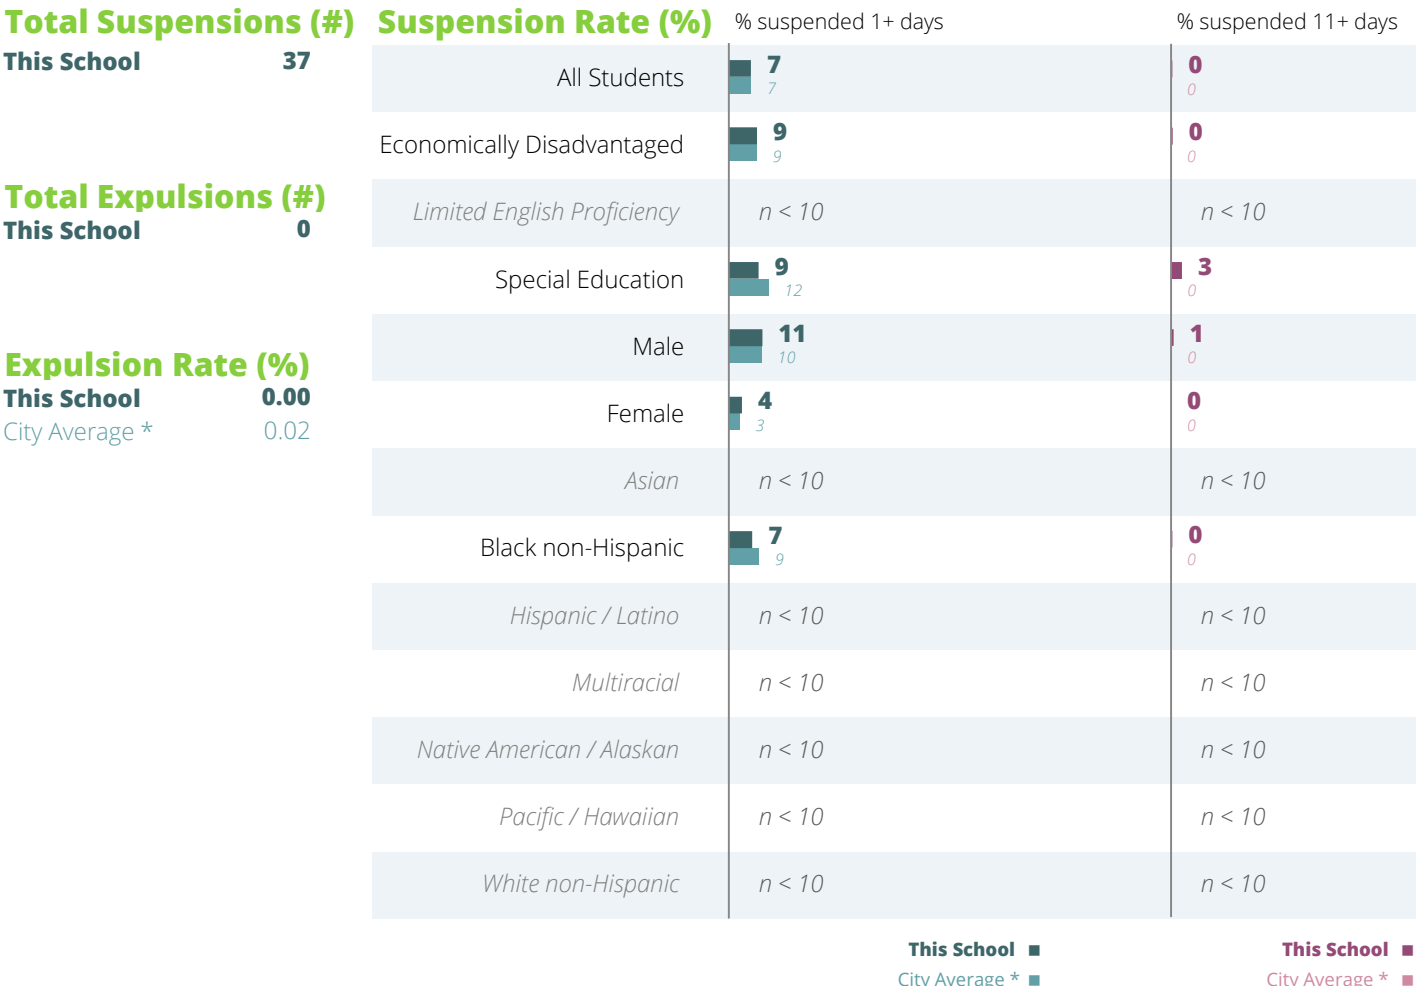 Total Suspensions (#)
This School 37
Total Expulsions (#)
This School 0
Expulsion Rate (%)
This School 0.00
City Average * 0.02
Suspension Rate (%) % suspended 1+ days % suspended 11+ days
All Students 7 0
7 0
Economically Disadvantaged 9 0
9 0
Limited English Proficiency n < 10 n < 10
Special Education 9 3
12 0
Male 11 1
10 0
Female 4 0
3 0
Asian n < 10 n < 10
Black non-Hispanic 7 0
9 0
Hispanic / Latino n < 10 n < 10
Multiracial n < 10 n < 10
Native American / Alaskan n < 10 n < 10
Pacific / Hawaiian n < 10 n < 10
White non-Hispanic n < 10 n < 10
This School This School
City Average * City Average *